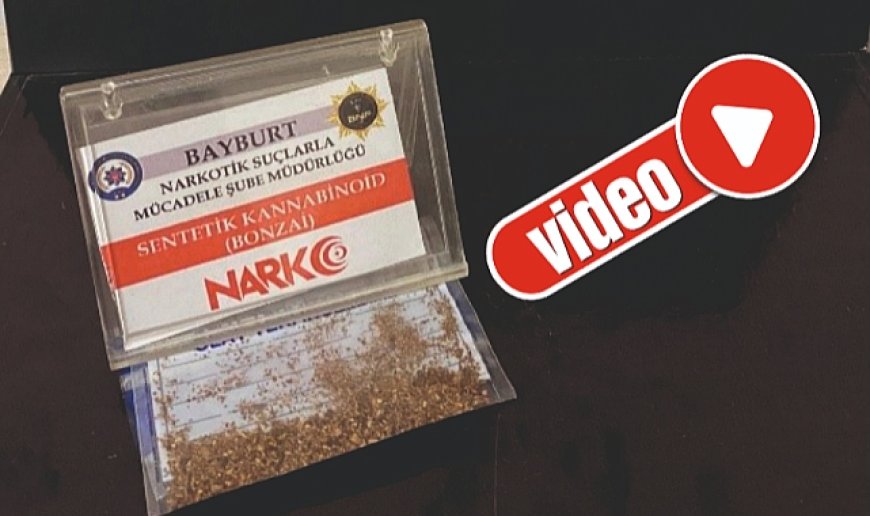 BAYBURT
NARKOTİK SUÇLARLA
MÜCADELE ŞUBE MÜDÜRLÜĞÜ
SENTETİK KANNABİNOİD
(BONZAİ)
NARKO
video